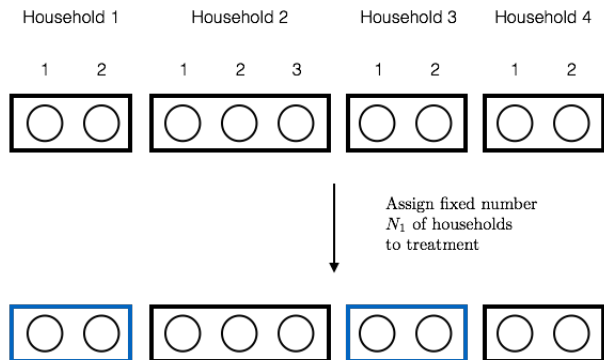 Household 1 Household 2 Household 3 Household 4
1 2 1 2 3 1 2 1 2
Assign fixed number
N₁ of households
to treatment